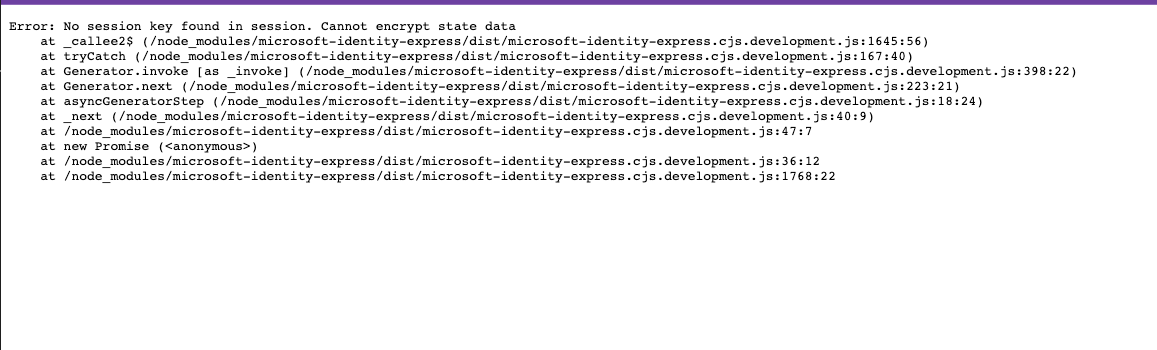 Error: No session key found in session. Cannot encrypt state data
at _callee2$ (/node_modules/microsoft-identity-express/dist/microsoft-identity-express.cjs.development.js:1645:56)
at tryCatch (/node_modules/microsoft-identity-express/dist/microsoft-identity-express.cjs.development.js:167:40)
at Generator.invoke [as _invoke] (/node_modules/microsoft-identity-express/dist/microsoft-identity-express.cjs.development.js:398:22)
at Generator.next (/node_modules/microsoft-identity-express/dist/microsoft-identity-express.cjs.development.js:223:21)
at asyncGeneratorStep (/node_modules/microsoft-identity-express/dist/microsoft-identity-express.cjs.development.js:18:24)
at _next (/node_modules/microsoft-identity-express/dist/microsoft-identity-express.cjs.development.js:40:9)
at /node_modules/microsoft-identity-express/dist/microsoft-identity-express.cjs.development.js:47:7
at new Promise (<anonymous>)
at /node_modules/microsoft-identity-express/dist/microsoft-identity-express.cjs.development.js:36:12
at /node_modules/microsoft-identity-express/dist/microsoft-identity-express.cjs.development.js:1768:22